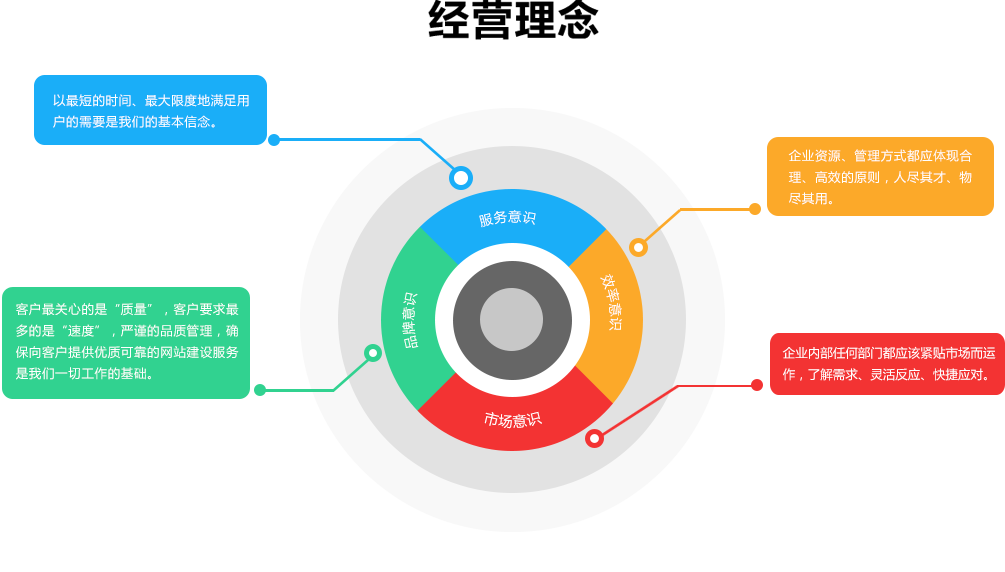 经营理念
以最短的时间、最大限度地满足用
户的需要是我们的基本信念。
企业资源、管理方式都应体现合
理、高效的原则，人尽其才、物
尽其用。
服务意识
效率意识
品牌意识
市场意识
客户最关心的是“质量”，客户要求最
多的是“速度”，严谨的品质管理，确
保向客户提供优质可靠的网站建设服务
是我们一切工作的基础。
企业内部任何部门都应该紧贴市场而运
作，了解需求、灵活反应、快捷应对。